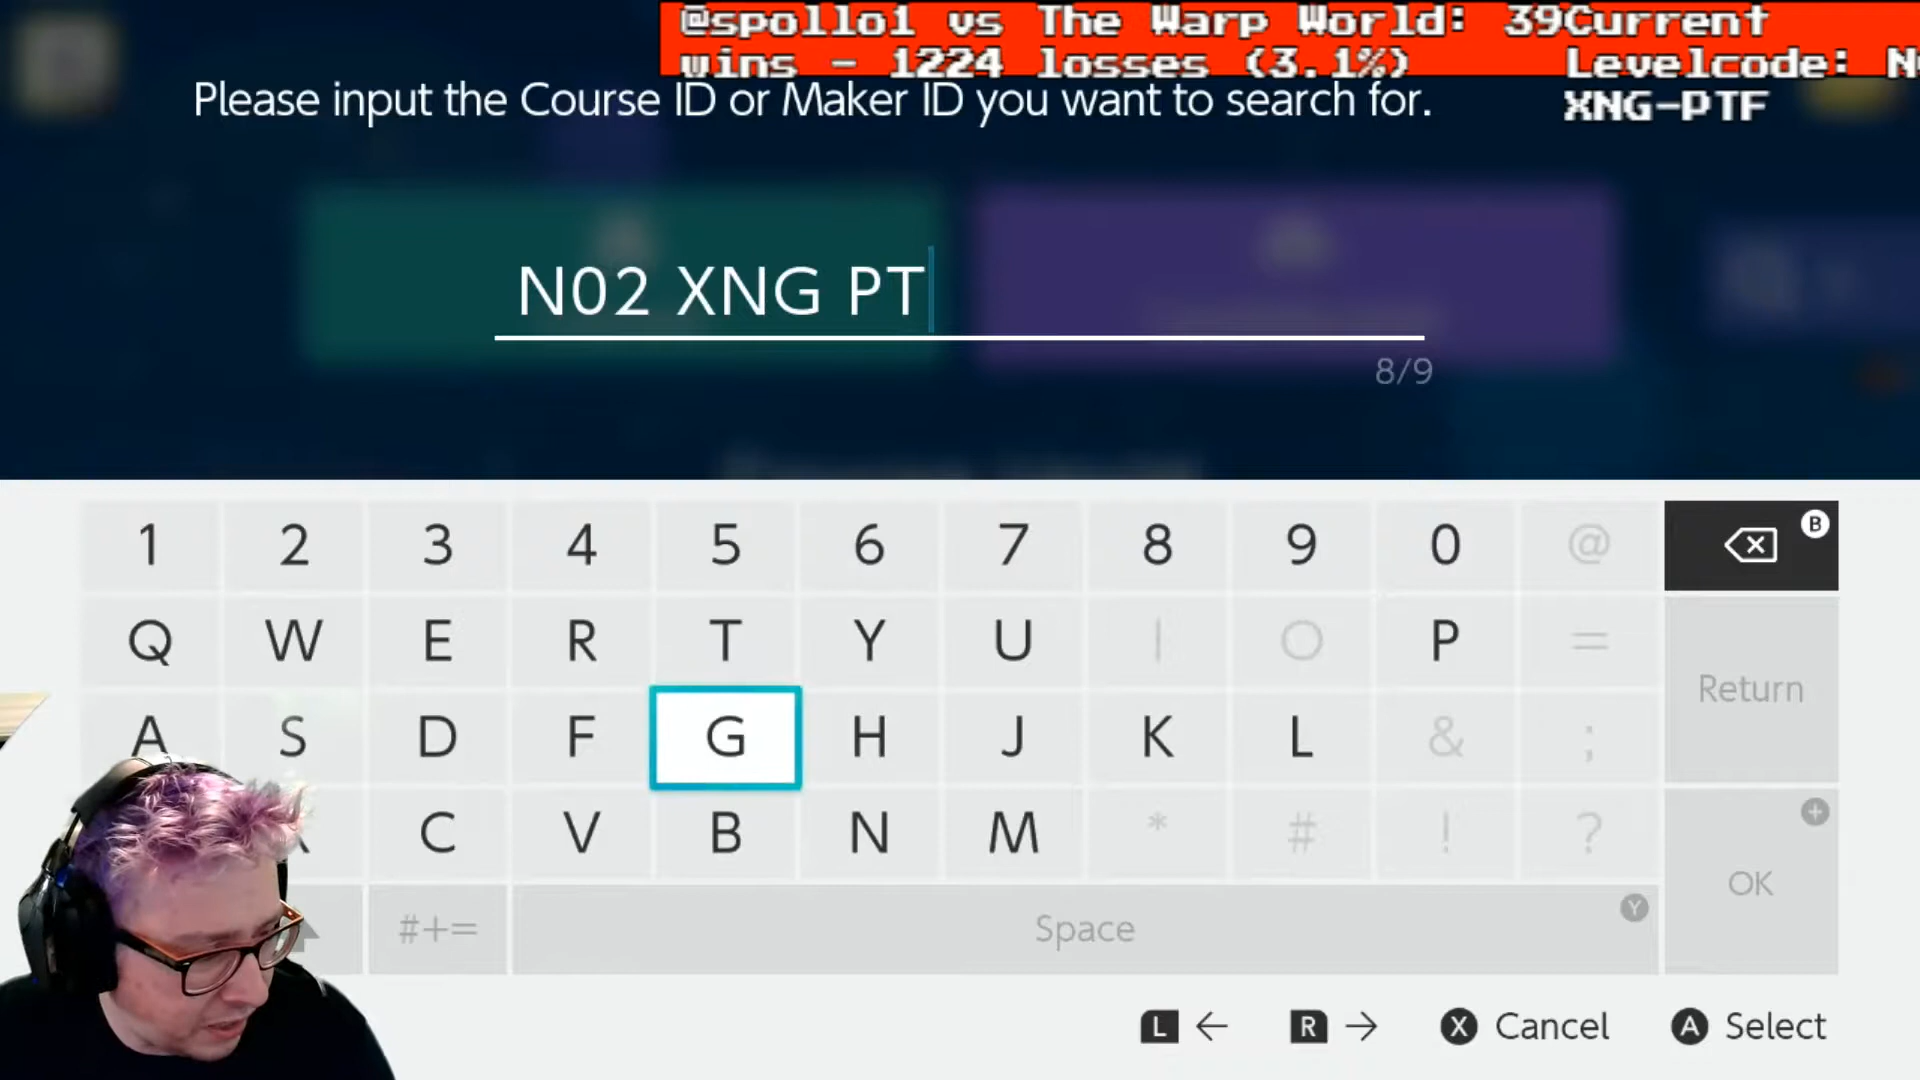 @spollo1 vs The Warp World: 39
wins - 1224 losses (3.1%)
Current
Levelcode: N
XNG-PTF
Please input the Course ID or Maker ID you want to search for.
N02 XNG PT
8/9
1 2 3 4 5 6 7 8 9 0 @ B
Q W E R T Y U I O P =
Return
A S D F G H J K L & ;
C V B N M * # ! ? +
OK
#+= Space Y
L ← R → X Cancel A Select